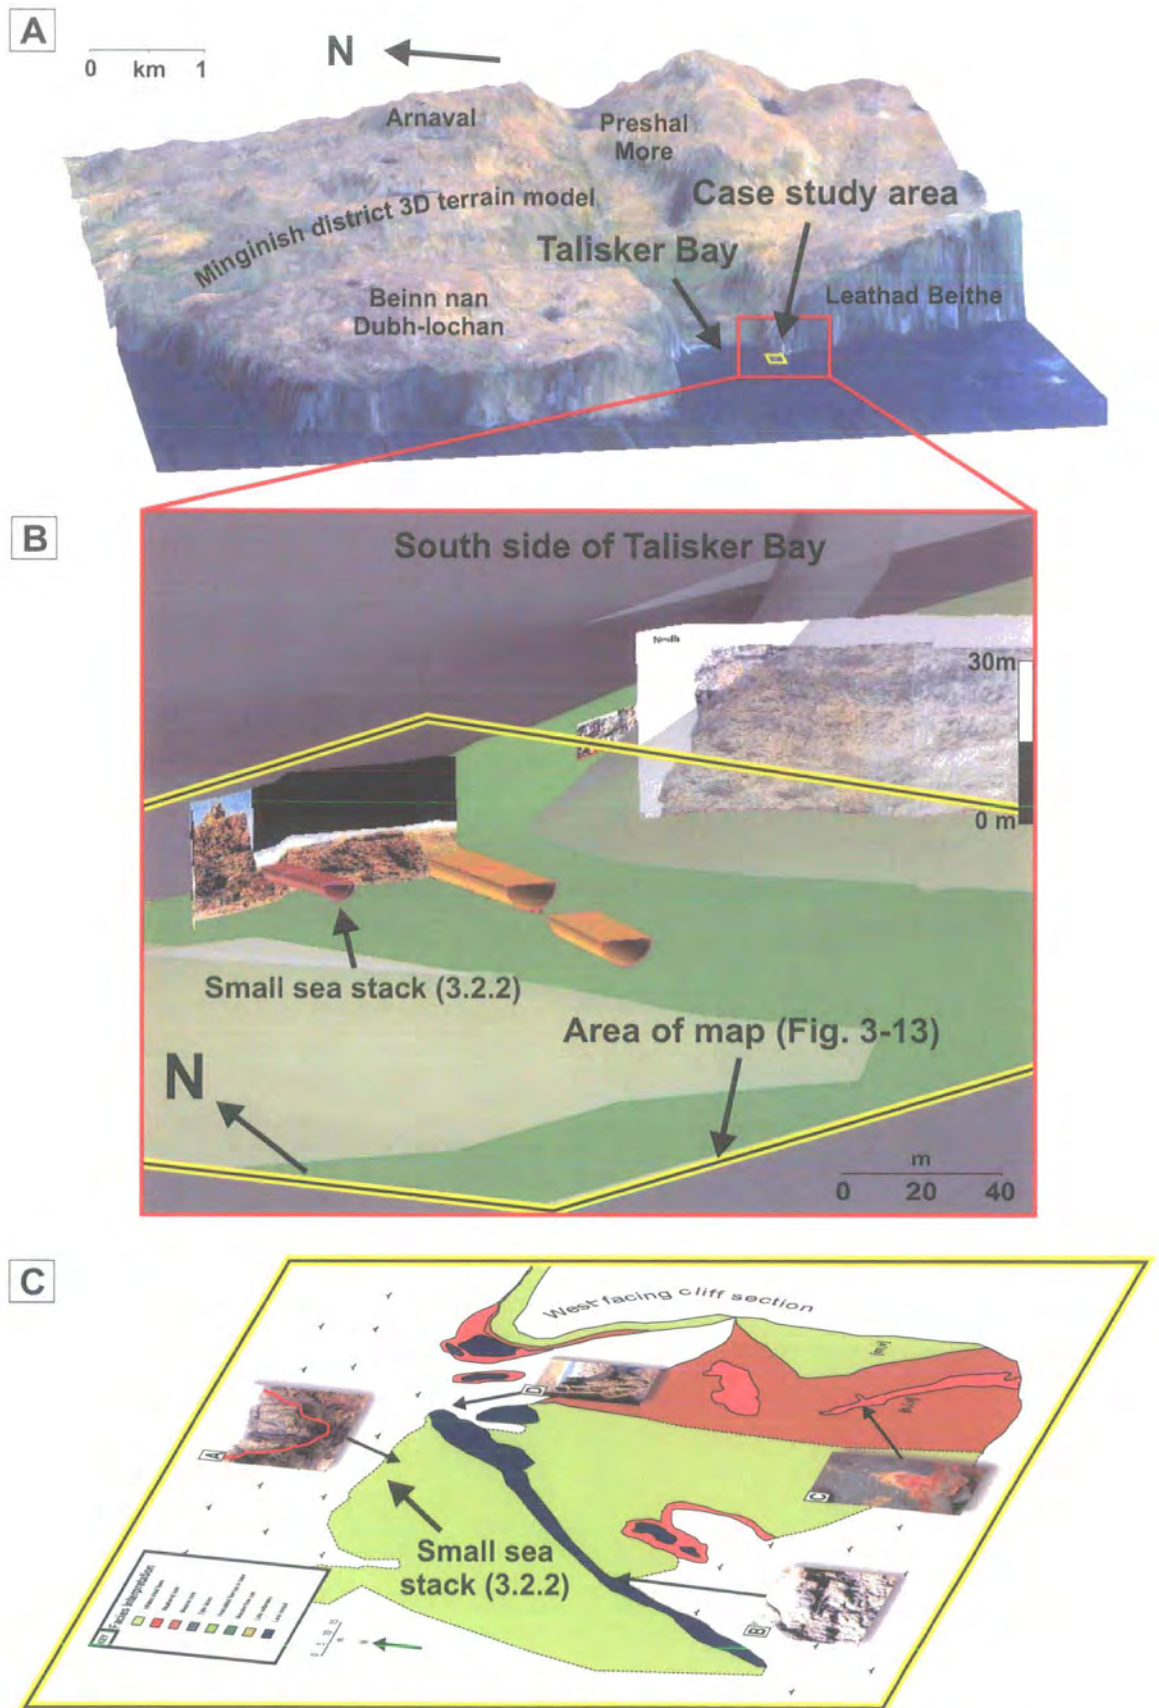 A
N
0 km 1
Arnaval
Preshal
More
Case study area
Minginish district 3D terrain model
Talisker Bay
Beinn nan
Dubh-lochan
Leathad Beithe
B
South side of Talisker Bay
North
30m
0 m
Small sea stack (3.2.2)
Area of map (Fig. 3-13)
N
m
0 20 40
C
West facing cliff section
D
A
C
Small sea
stack (3.2.2)
B
KEY
Facies Interpretation